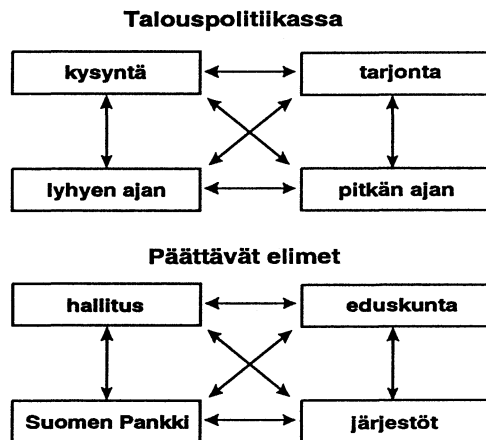 Talouspolitiikassa
kysyntä
tarjonta
lyhyen ajan
pitkän ajan
Päättävät elimet
hallitus
eduskunta
Suomen Pankki
järjestöt